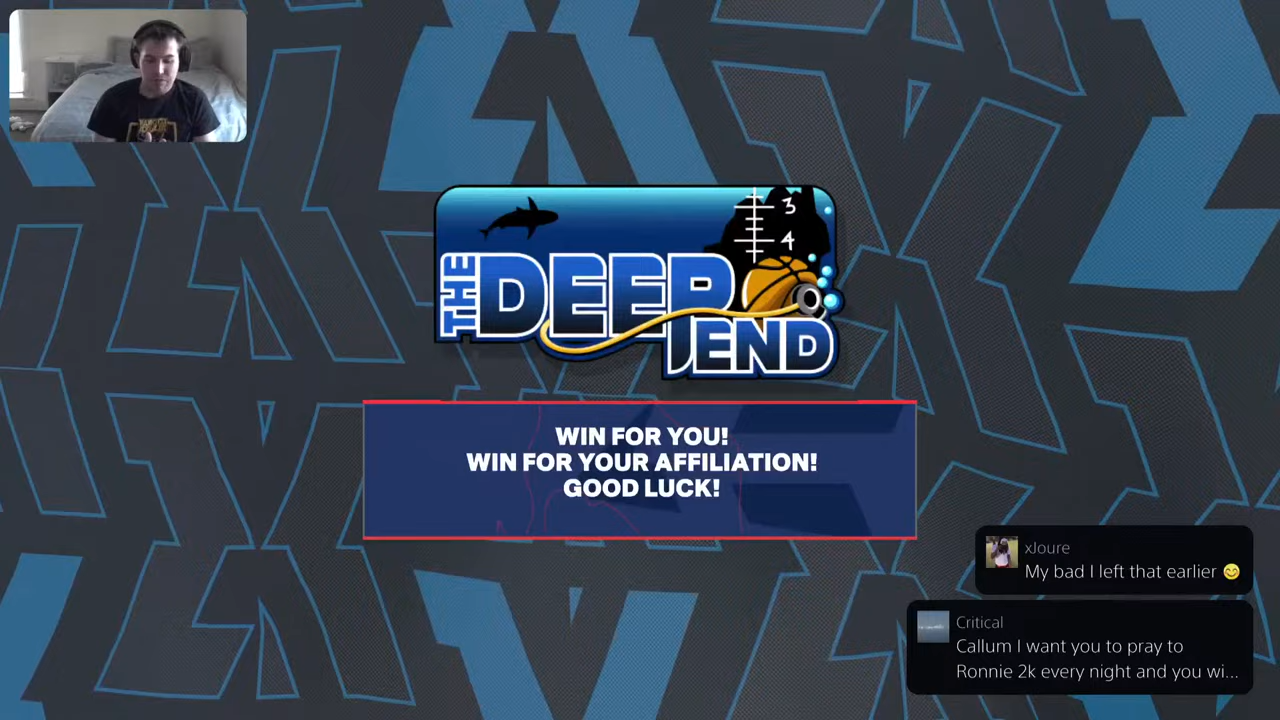 3
4
THE DEEP END
WIN FOR YOU!
WIN FOR YOUR AFFILIATION!
GOOD LUCK!
xJoure
My bad I left that earlier 😊
Critical
Callum I want you to pray to
Ronnie 2k every night and you wi...